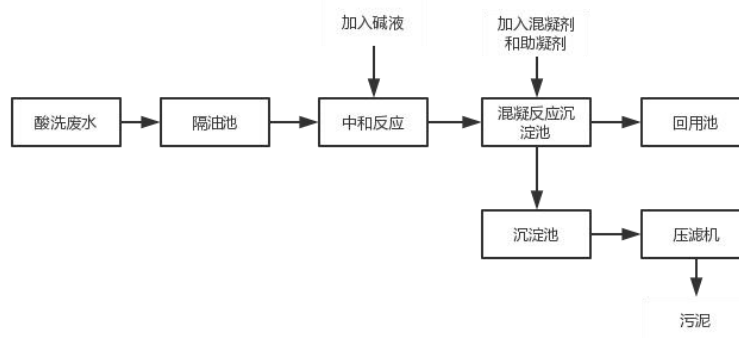 加入碱液
加入混凝剂
和助凝剂
酸洗废水
隔油池
中和反应
混凝反应沉
淀池
回用池
沉淀池
压滤机
污泥